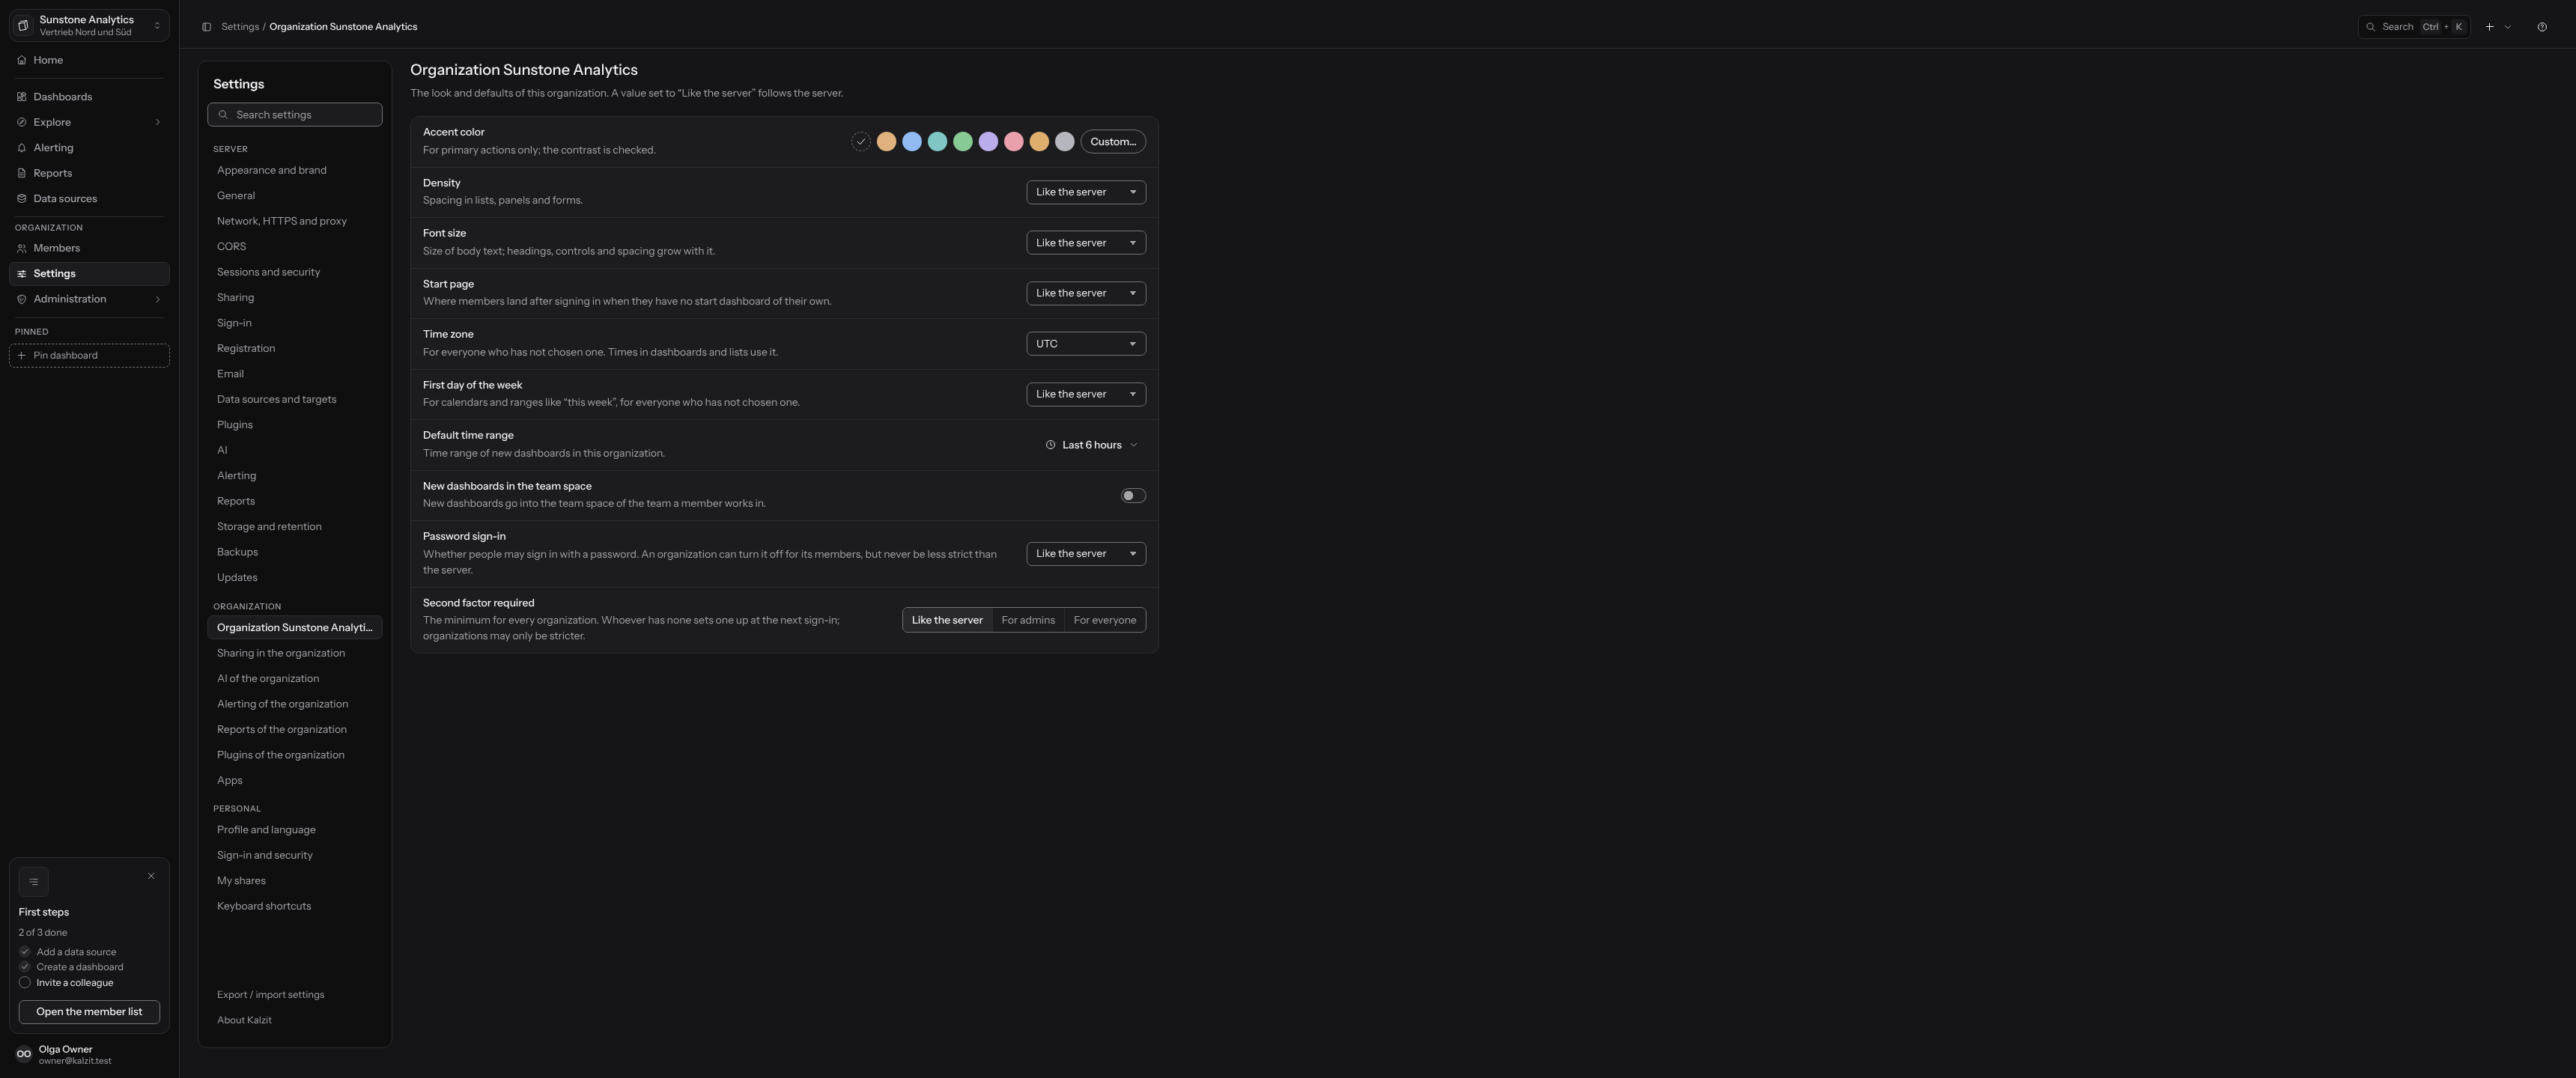 Sunstone Analytics
Vertrieb Nord und Süd
Home
Dashboards
Explore
Alerting
Reports
Data sources
ORGANIZATION
Members
Settings
Administration
PINNED
Pin dashboard
First steps
2 of 3 done
Add a data source
Create a dashboard
Invite a colleague
Open the member list
OO
Olga Owner
owner@kalzit.test
Settings / Organization Sunstone Analytics
Search Ctrl + K
Settings
Search settings
SERVER
Appearance and brand
General
Network, HTTPS and proxy
CORS
Sessions and security
Sharing
Sign-in
Registration
Email
Data sources and targets
Plugins
AI
Alerting
Reports
Storage and retention
Backups
Updates
ORGANIZATION
Organization Sunstone Analyti...
Sharing in the organization
AI of the organization
Alerting of the organization
Reports of the organization
Plugins of the organization
Apps
PERSONAL
Profile and language
Sign-in and security
My shares
Keyboard shortcuts
Export / import settings
About Kalzit
Organization Sunstone Analytics
The look and defaults of this organization. A value set to “Like the server” follows the server.
Accent color
For primary actions only; the contrast is checked.
Custom...
Density
Spacing in lists, panels and forms.
Like the server
Font size
Size of body text; headings, controls and spacing grow with it.
Like the server
Start page
Where members land after signing in when they have no start dashboard of their own.
Like the server
Time zone
For everyone who has not chosen one. Times in dashboards and lists use it.
UTC
First day of the week
For calendars and ranges like “this week”, for everyone who has not chosen one.
Like the server
Default time range
Time range of new dashboards in this organization.
Last 6 hours
New dashboards in the team space
New dashboards go into the team space of the team a member works in.
Password sign-in
Whether people may sign in with a password. An organization can turn it off for its members, but never be less strict than
the server.
Like the server
Second factor required
The minimum for every organization. Whoever has none sets one up at the next sign-in;
organizations may only be stricter.
Like the server
For admins
For everyone